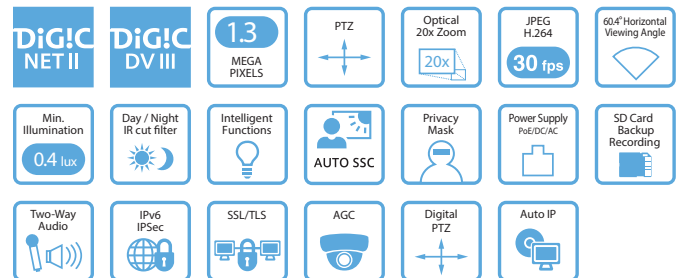 DiG!C
NET II
DiG!C
DV III
1.3
MEGA
PIXELS
PTZ
Optical
20x Zoom
20x
JPEG
H.264
30 fps
60.4° Horizontal
Viewing Angle
Min.
Illumination
0.4 lux
Day / Night
IR cut filter
Intelligent
Functions
AUTO SSC
Privacy
Mask
Power Supply
PoE/DC/AC
SD Card
Backup
Recording
Two-Way
Audio
IPv6
IPSec
SSL/TLS
AGC
Digital
PTZ
Auto IP